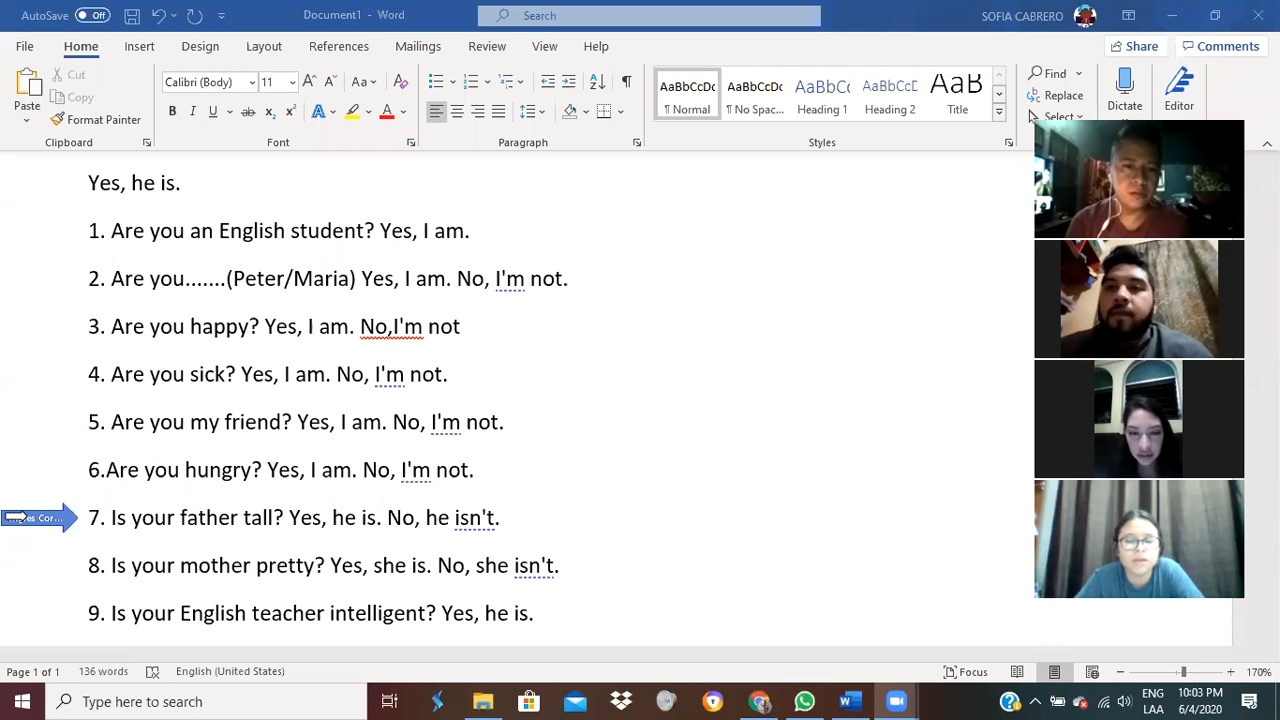 AutoSave Off Document1 - Word Search SOFIA CABRERO
File Home Insert Design Layout References Mailings Review View Help Share Comments
Paste Cut Copy Format Painter
Calibri (Body) 11 Aa
B I U ab x₂ x² A A
AaBbCcDc AaBbCcDc AaBbCc AaBbCcE AaB
¶ Normal ¶ No Spac... Heading 1 Heading 2 Title
Find Replace Select Dictate Editor
Clipboard Font Paragraph Styles
Yes, he is.
1. Are you an English student? Yes, I am.
2. Are you.......(Peter/Maria) Yes, I am. No, I'm not.
3. Are you happy? Yes, I am. No,I'm not
4. Are you sick? Yes, I am. No, I'm not.
5. Are you my friend? Yes, I am. No, I'm not.
6.Are you hungry? Yes, I am. No, I'm not.
7. Is your father tall? Yes, he is. No, he isn't.
8. Is your mother pretty? Yes, she is. No, she isn't.
9. Is your English teacher intelligent? Yes, he is.
Page 1 of 1 136 words English (United States) Focus 170%
Type here to search ENG 10:03 PM
LAA 6/4/2020